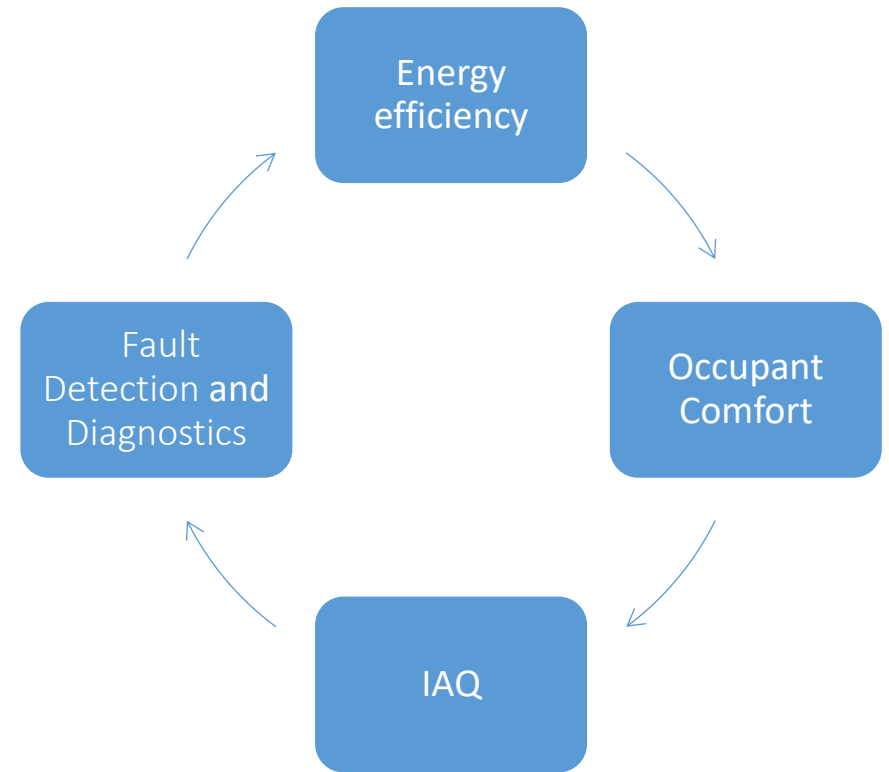 Energy
efficiency
Occupant
Comfort
IAQ
Fault
Detection and
Diagnostics